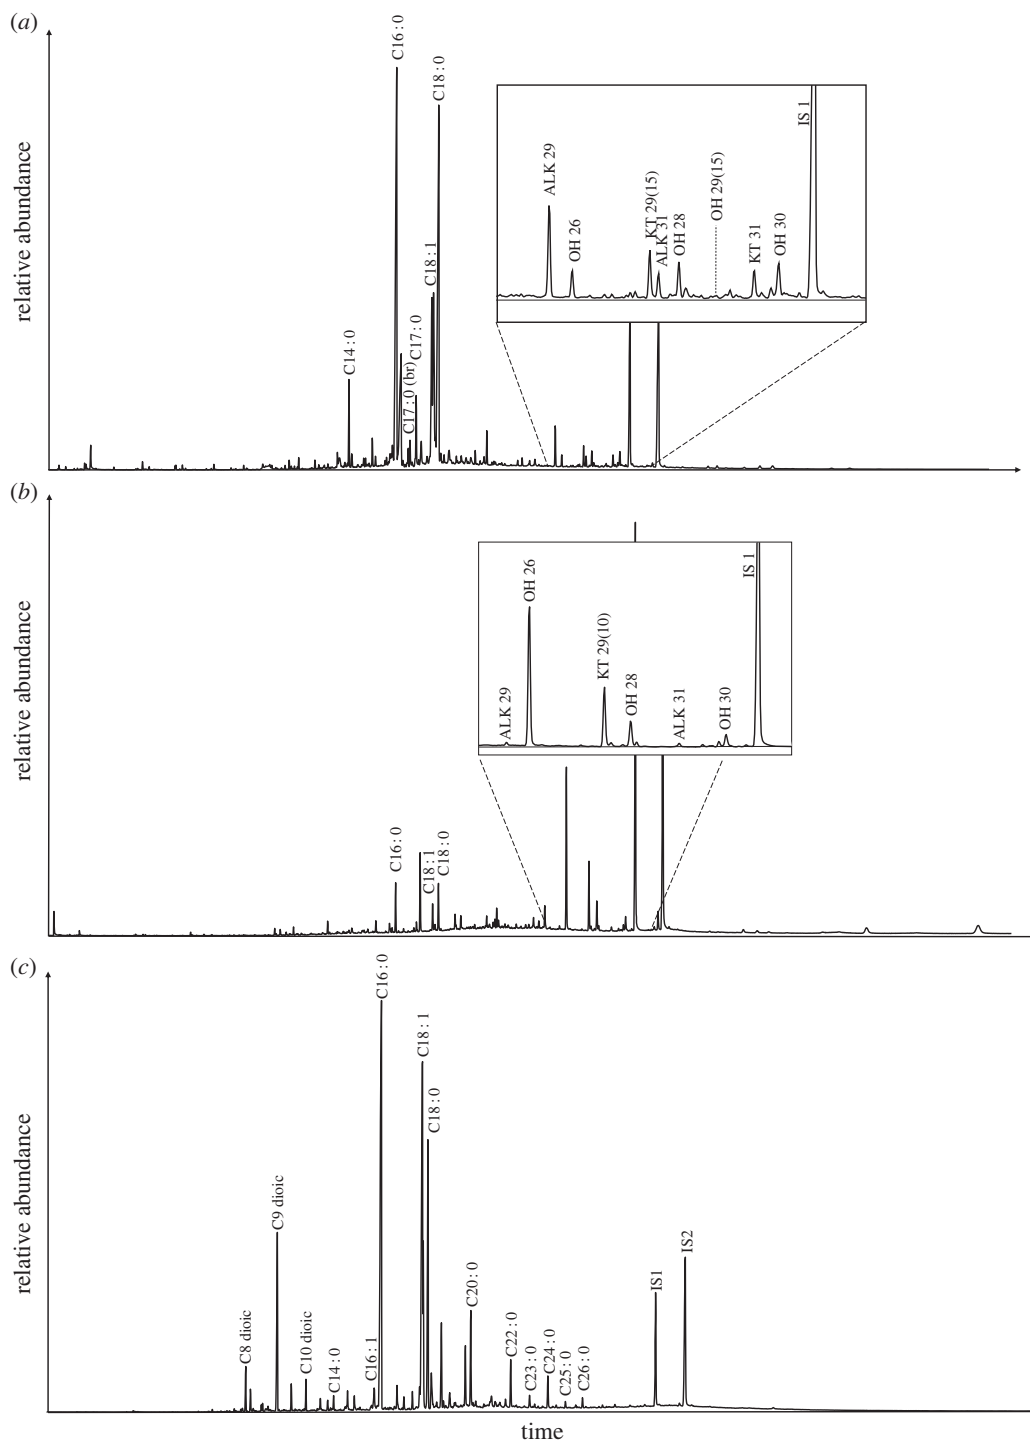 (a)
relative abundance
C14:0
C16:0
C17:0 (br)
C17:0
C18:1
C18:0
ALK 29
OH 26
KT 29(15)
ALK 31
OH 28
OH 29(15)
KT 31
OH 30
IS 1
(b)
relative abundance
C16:0
C18:1
C18:0
ALK 29
OH 26
KT 29(10)
OH 28
ALK 31
OH 30
IS 1
(c)
relative abundance
C8 dioic
C9 dioic
C10 dioic
C14:0
C16:1
C16:0
C18:1
C18:0
C20:0
C22:0
C23:0
C24:0
C25:0
C26:0
IS1
IS2
time